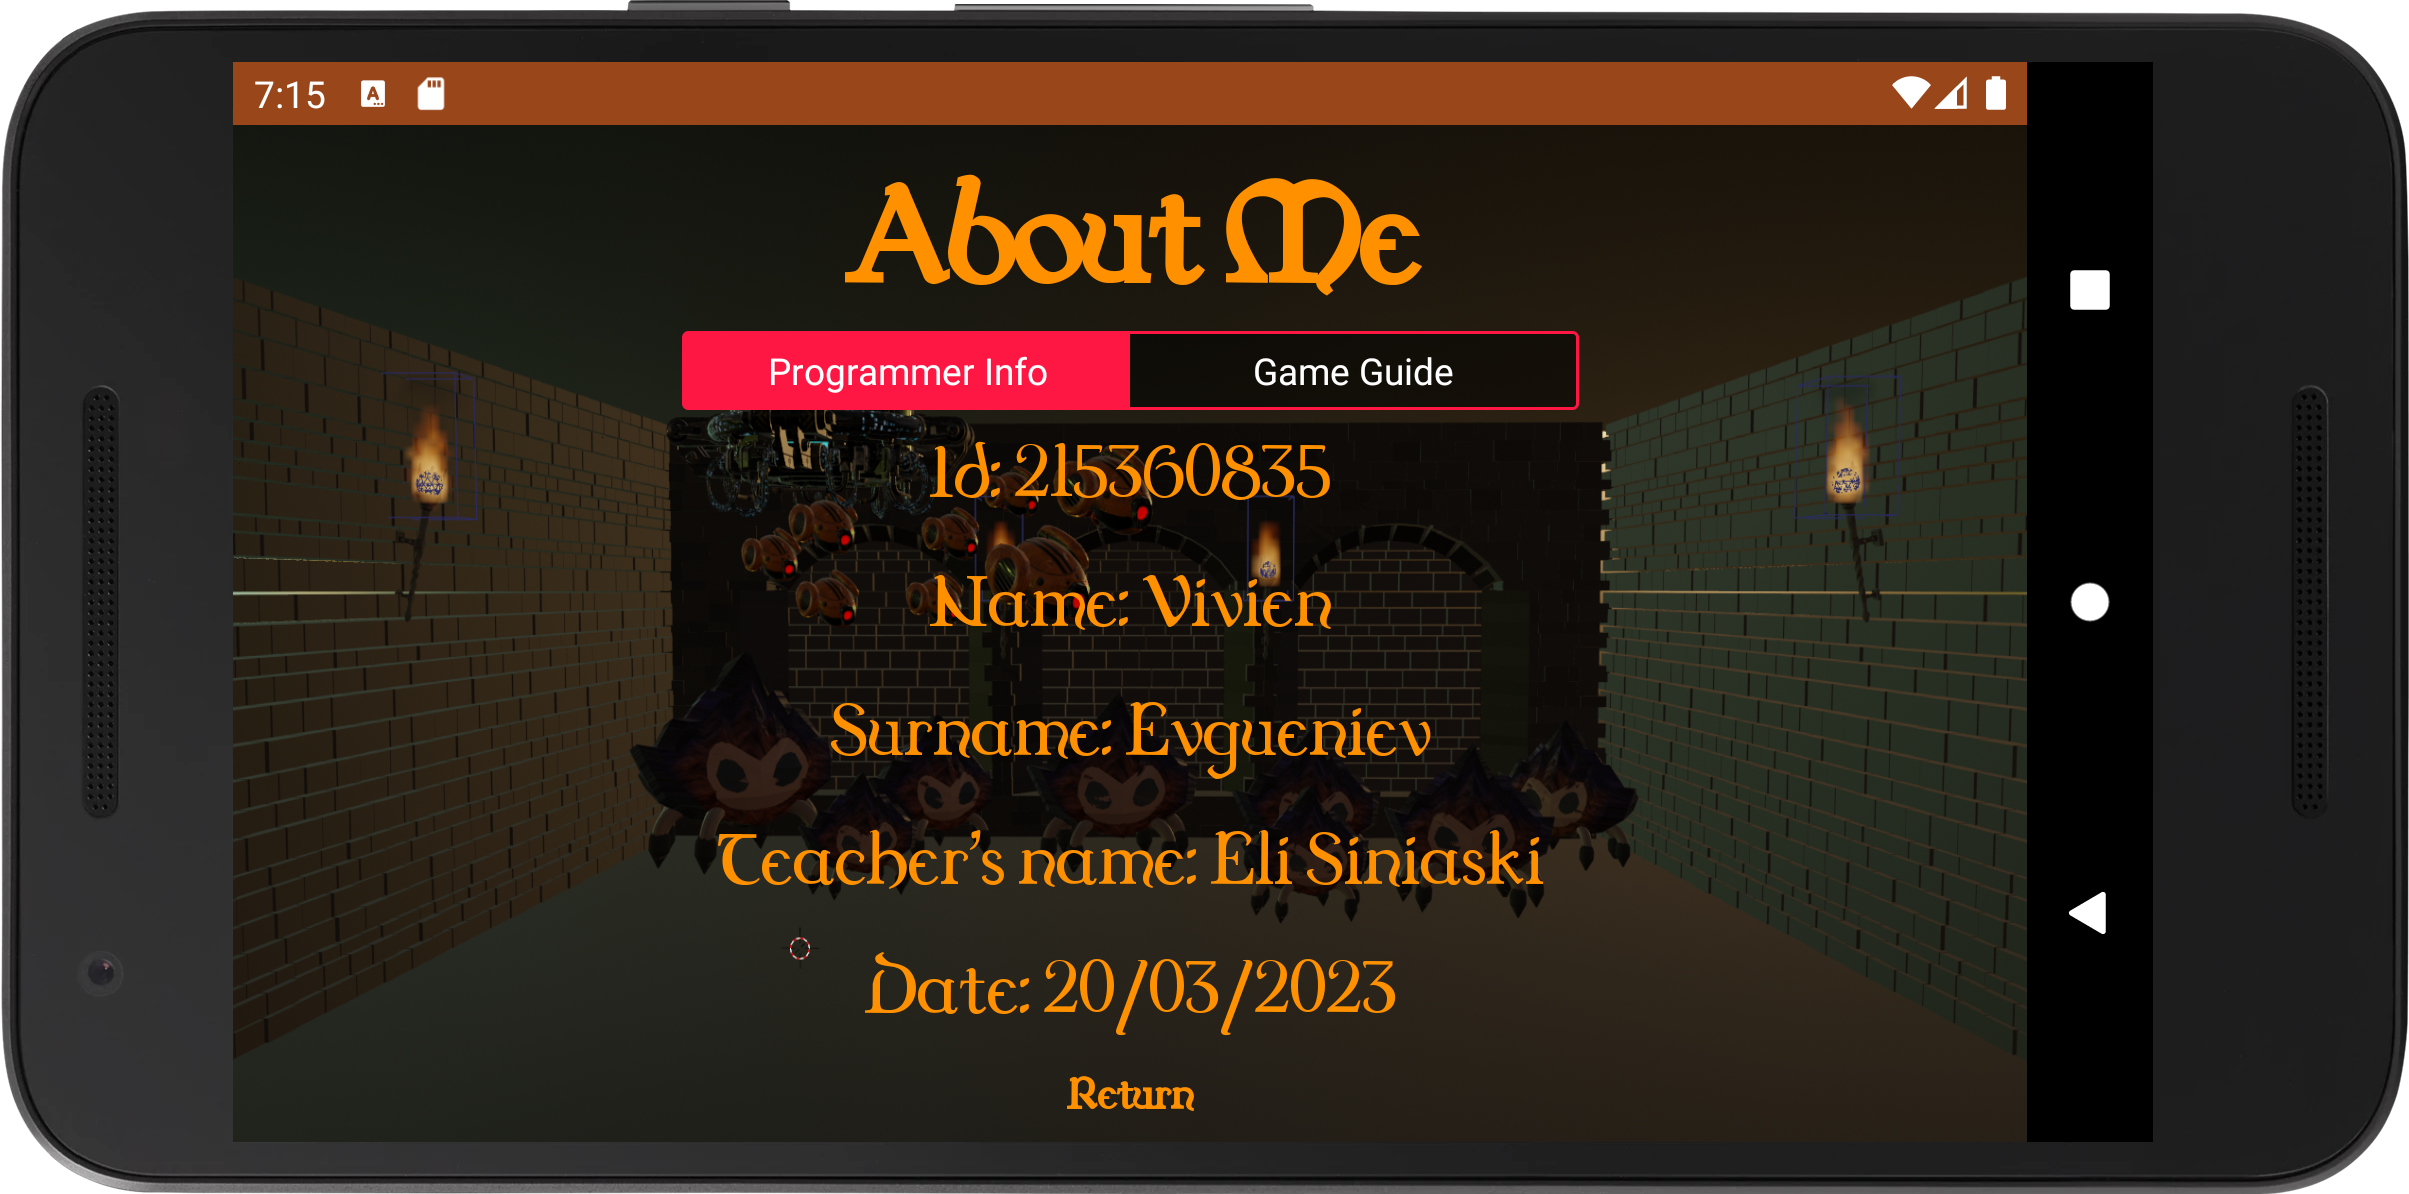 7:15
About Me
Programmer Info
Game Guide
Id: 215360835
Name: Vivien
Surname: Evgueniev
Teacher's name: Eli Siniaski
Date: 20/03/2023
Return